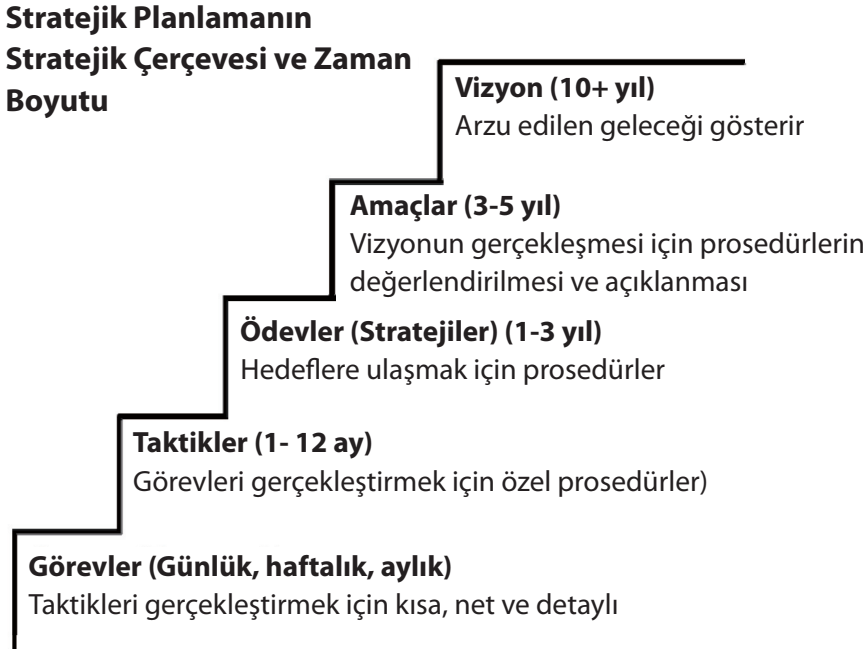 Stratejik Planlamanın
Stratejik Çerçevesi ve Zaman
Boyutu
Vizyon (10+ yıl)
Arzu edilen geleceği gösterir
Amaçlar (3-5 yıl)
Vizyonun gerçekleşmesi için prosedürlerin
değerlendirilmesi ve açıklanması
Ödevler (Stratejiler) (1-3 yıl)
Hedeflere ulaşmak için prosedürler
Taktikler (1- 12 ay)
Görevleri gerçekleştirmek için özel prosedürler)
Görevler (Günlük, haftalık, aylık)
Taktikleri gerçekleştirmek için kısa, net ve detaylı